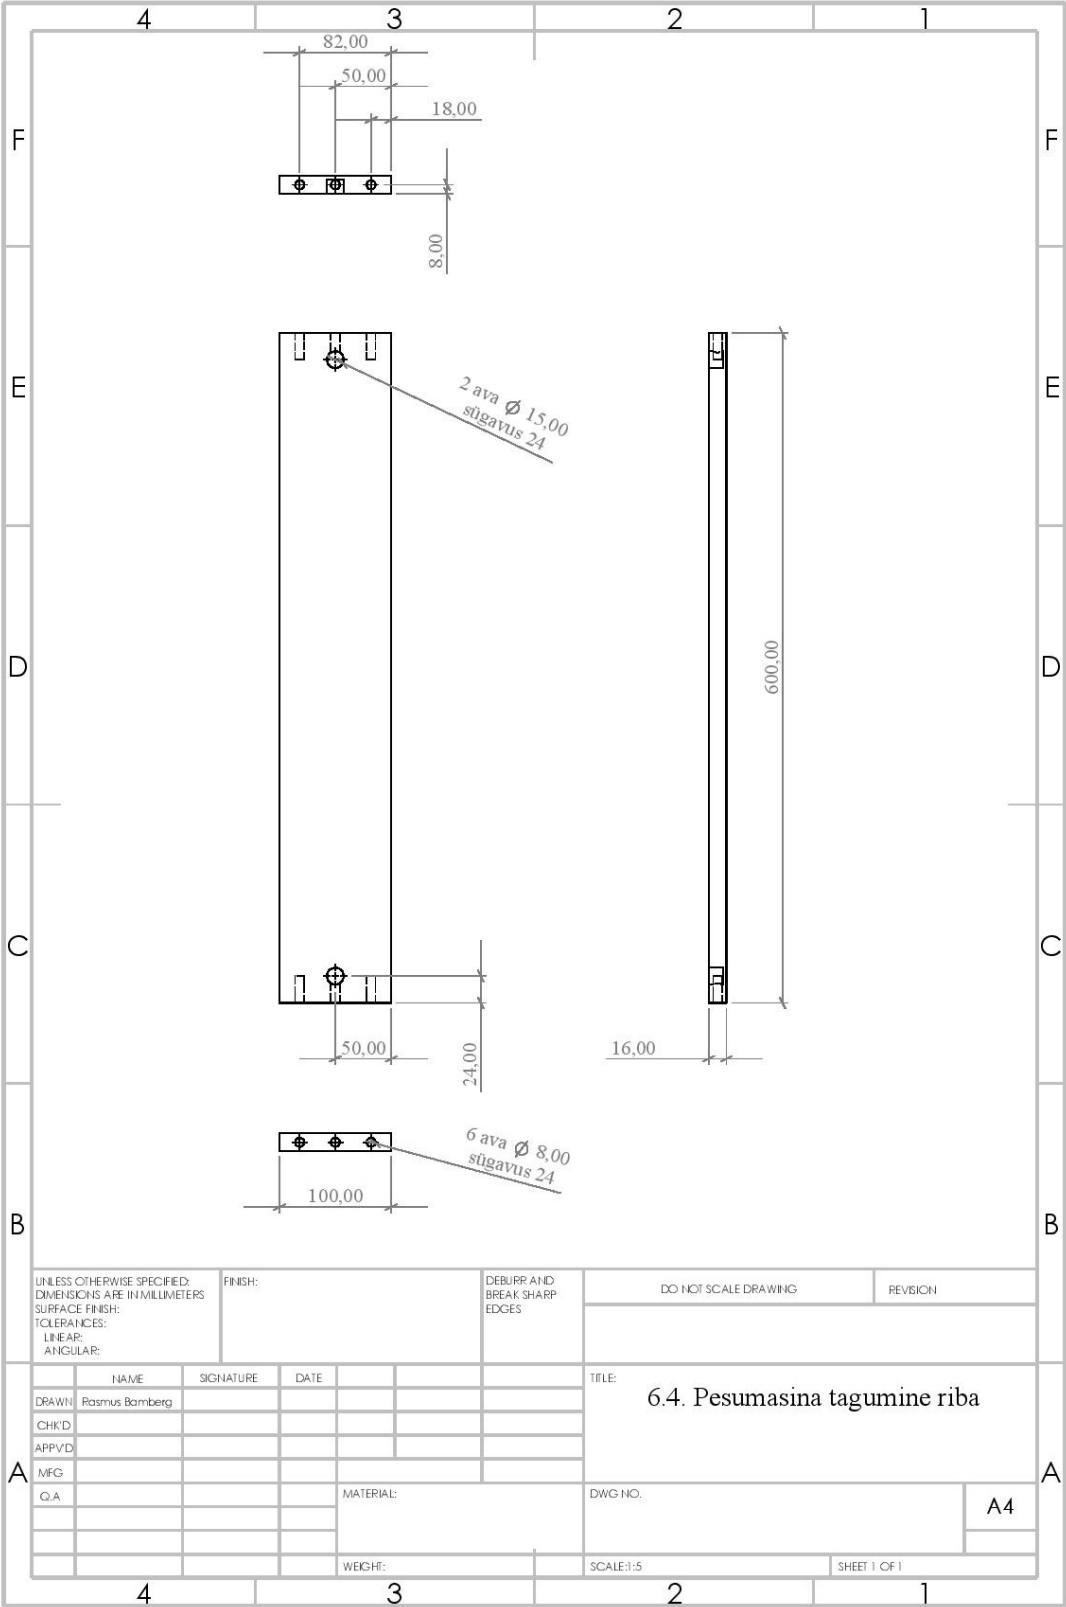 4 3 2 1
82,00
50,00
18,00
F F
8,00
E E
2 ava Ø 15,00
sügavus 24
D D
600,00
C C
50,00
24,00
16,00
6 ava Ø 8,00
sügavus 24
100,00
B B
UNLESS OTHERWISE SPECIFIED:
DIMENSIONS ARE IN MILLIMETERS
SURFACE FINISH:
TOLERANCES:
LINEAR:
ANGULAR:
FINISH:
DEBURR AND
BREAK SHARP
EDGES
DO NOT SCALE DRAWING
REVISION
NAME SIGNATURE DATE
DRAWN Rasmus Bamberg
CHK'D
APPV'D
MFG
Q.A
TITLE:
6.4. Pesumasina tagumine riba
A A
MATERIAL:
DWG NO.
A4
WEIGHT:
SCALE:1:5
SHEET 1 OF 1
4 3 2 1